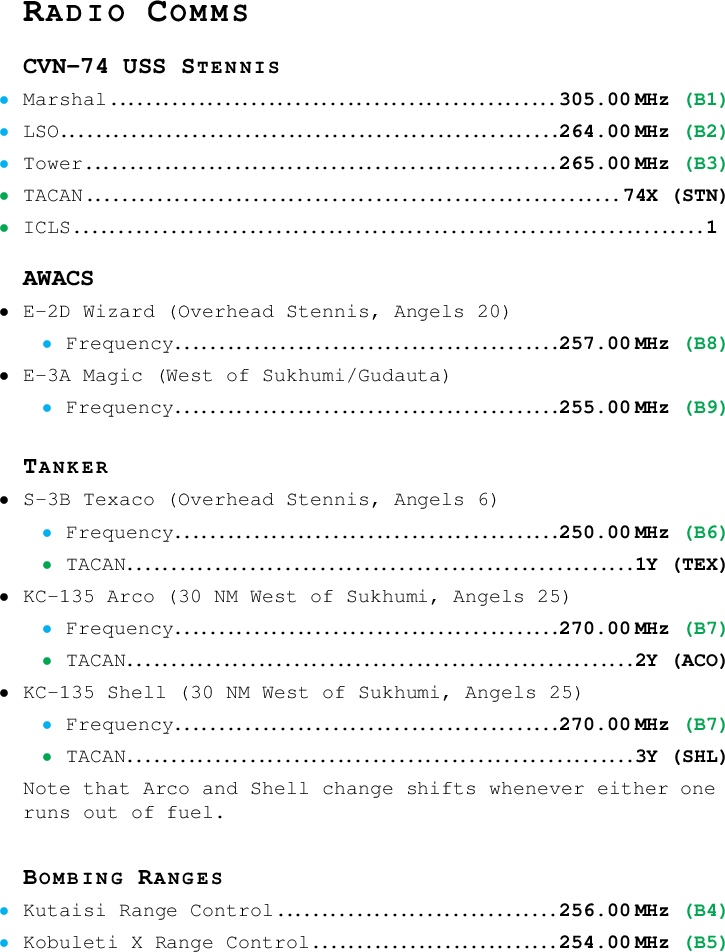 RADIO COMMS
CVN-74 USS STENNIS
• Marshal................................................305.00 MHz (B1)
• LSO.....................................................264.00 MHz (B2)
• Tower..................................................265.00 MHz (B3)
• TACAN.........................................................74X (STN)
• ICLS...................................................................1
AWACS
• E-2D Wizard (Overhead Stennis, Angels 20)
• Frequency.........................................257.00 MHz (B8)
• E-3A Magic (West of Sukhumi/Gudauta)
• Frequency.........................................255.00 MHz (B9)
TANKER
• S-3B Texaco (Overhead Stennis, Angels 6)
• Frequency.........................................250.00 MHz (B6)
• TACAN......................................................1Y (TEX)
• KC-135 Arco (30 NM West of Sukhumi, Angels 25)
• Frequency.........................................270.00 MHz (B7)
• TACAN......................................................2Y (ACO)
• KC-135 Shell (30 NM West of Sukhumi, Angels 25)
• Frequency.........................................270.00 MHz (B7)
• TACAN......................................................3Y (SHL)
Note that Arco and Shell change shifts whenever either one
runs out of fuel.
BOMBING RANGES
• Kutaisi Range Control..............................256.00 MHz (B4)
• Kobuleti X Range Control..........................254.00 MHz (B5)